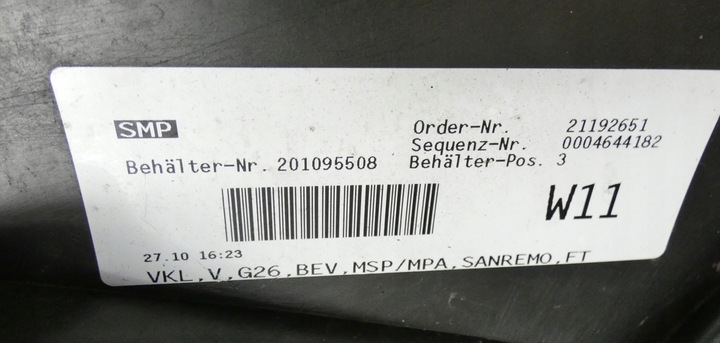 SMP
Order-Nr. 21192651
Sequenz-Nr. 0004644182
Behälter-Nr. 201095508 Behälter-Pos. 3
W11
27.10 16:23
VKL,V,G26,BEV,MSP/MPA,SANREMO,FT